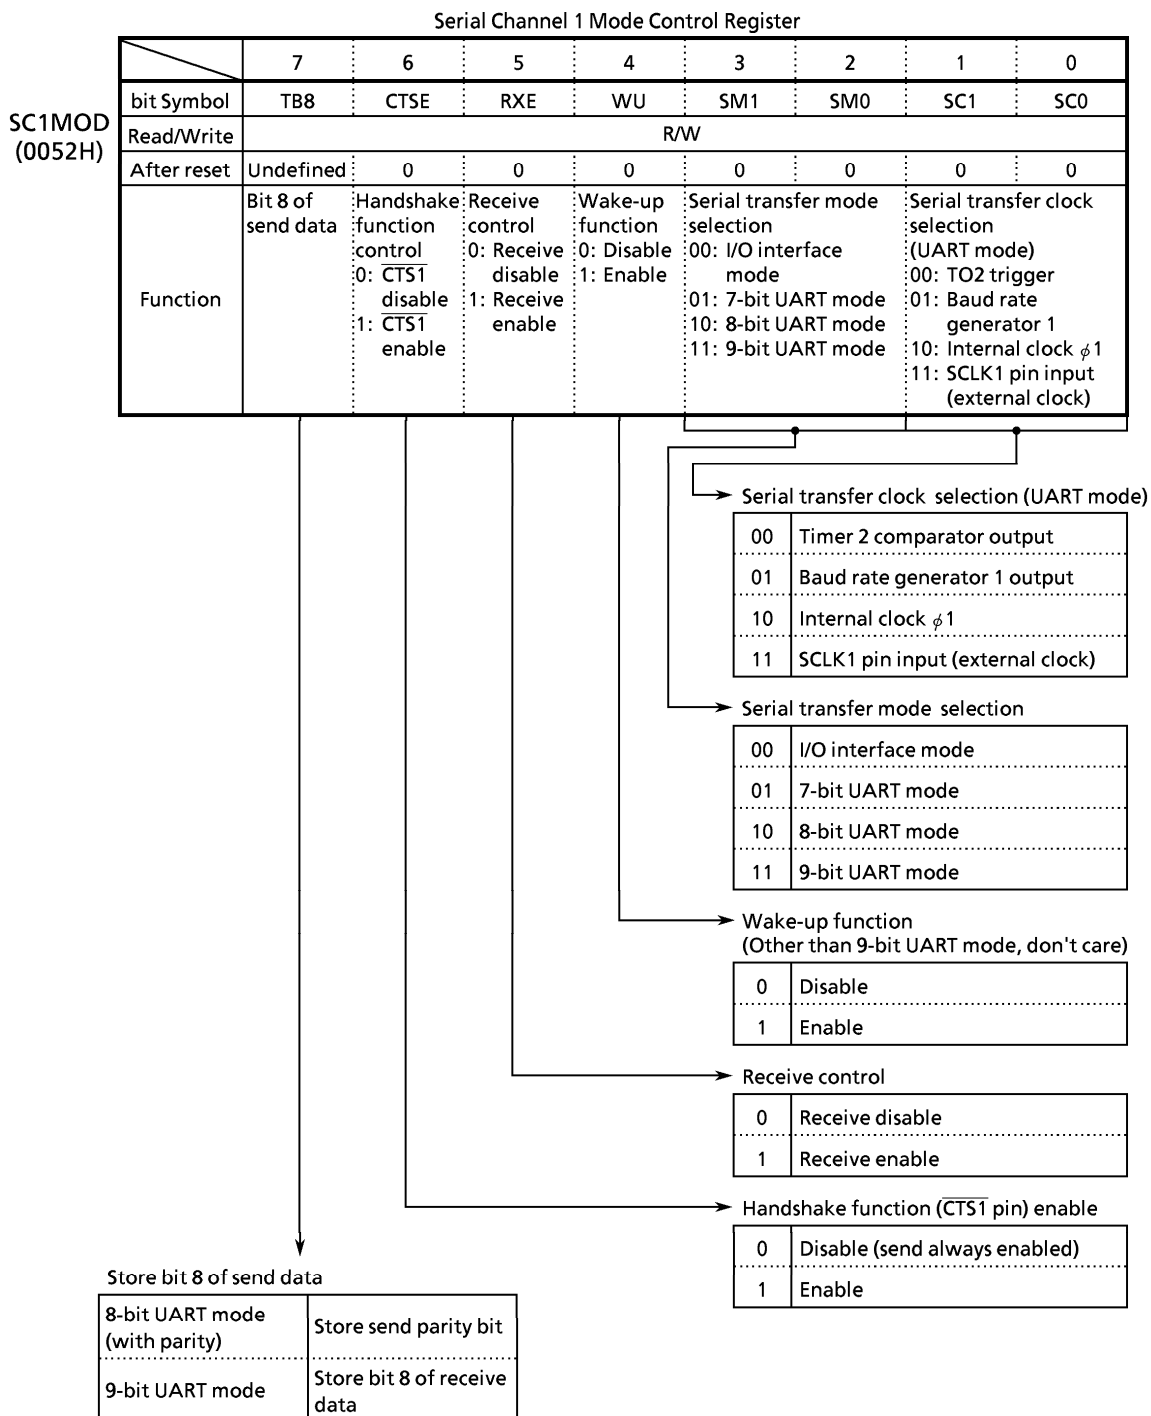 Serial Channel 1 Mode Control Register
7 6 5 4 3 2 1 0
SC1MOD
(0052H)
bit Symbol TB8 CTSE RXE WU SM1 SM0 SC1 SC0
Read/Write R/W
After reset Undefined 0 0 0 0 0 0 0
Function
Bit 8 of
send data
Handshake
function
control
0: CTS1
disable
1: CTS1
enable
Receive
control
0: Receive
disable
1: Receive
enable
Wake-up
function
0: Disable
1: Enable
Serial transfer mode
selection
00: I/O interface
mode
01: 7-bit UART mode
10: 8-bit UART mode
11: 9-bit UART mode
Serial transfer clock
selection
(UART mode)
00: TO2 trigger
01: Baud rate
generator 1
10: Internal clock ϕ1
11: SCLK1 pin input
(external clock)
Serial transfer clock selection (UART mode)
00 Timer 2 comparator output
01 Baud rate generator 1 output
10 Internal clock ϕ1
11 SCLK1 pin input (external clock)
Serial transfer mode selection
00 I/O interface mode
01 7-bit UART mode
10 8-bit UART mode
11 9-bit UART mode
Wake-up function
(Other than 9-bit UART mode, don't care)
0 Disable
1 Enable
Receive control
0 Receive disable
1 Receive enable
Handshake function (CTS1 pin) enable
0 Disable (send always enabled)
1 Enable
Store bit 8 of send data
8-bit UART mode
(with parity)
Store send parity bit
9-bit UART mode
Store bit 8 of receive
data